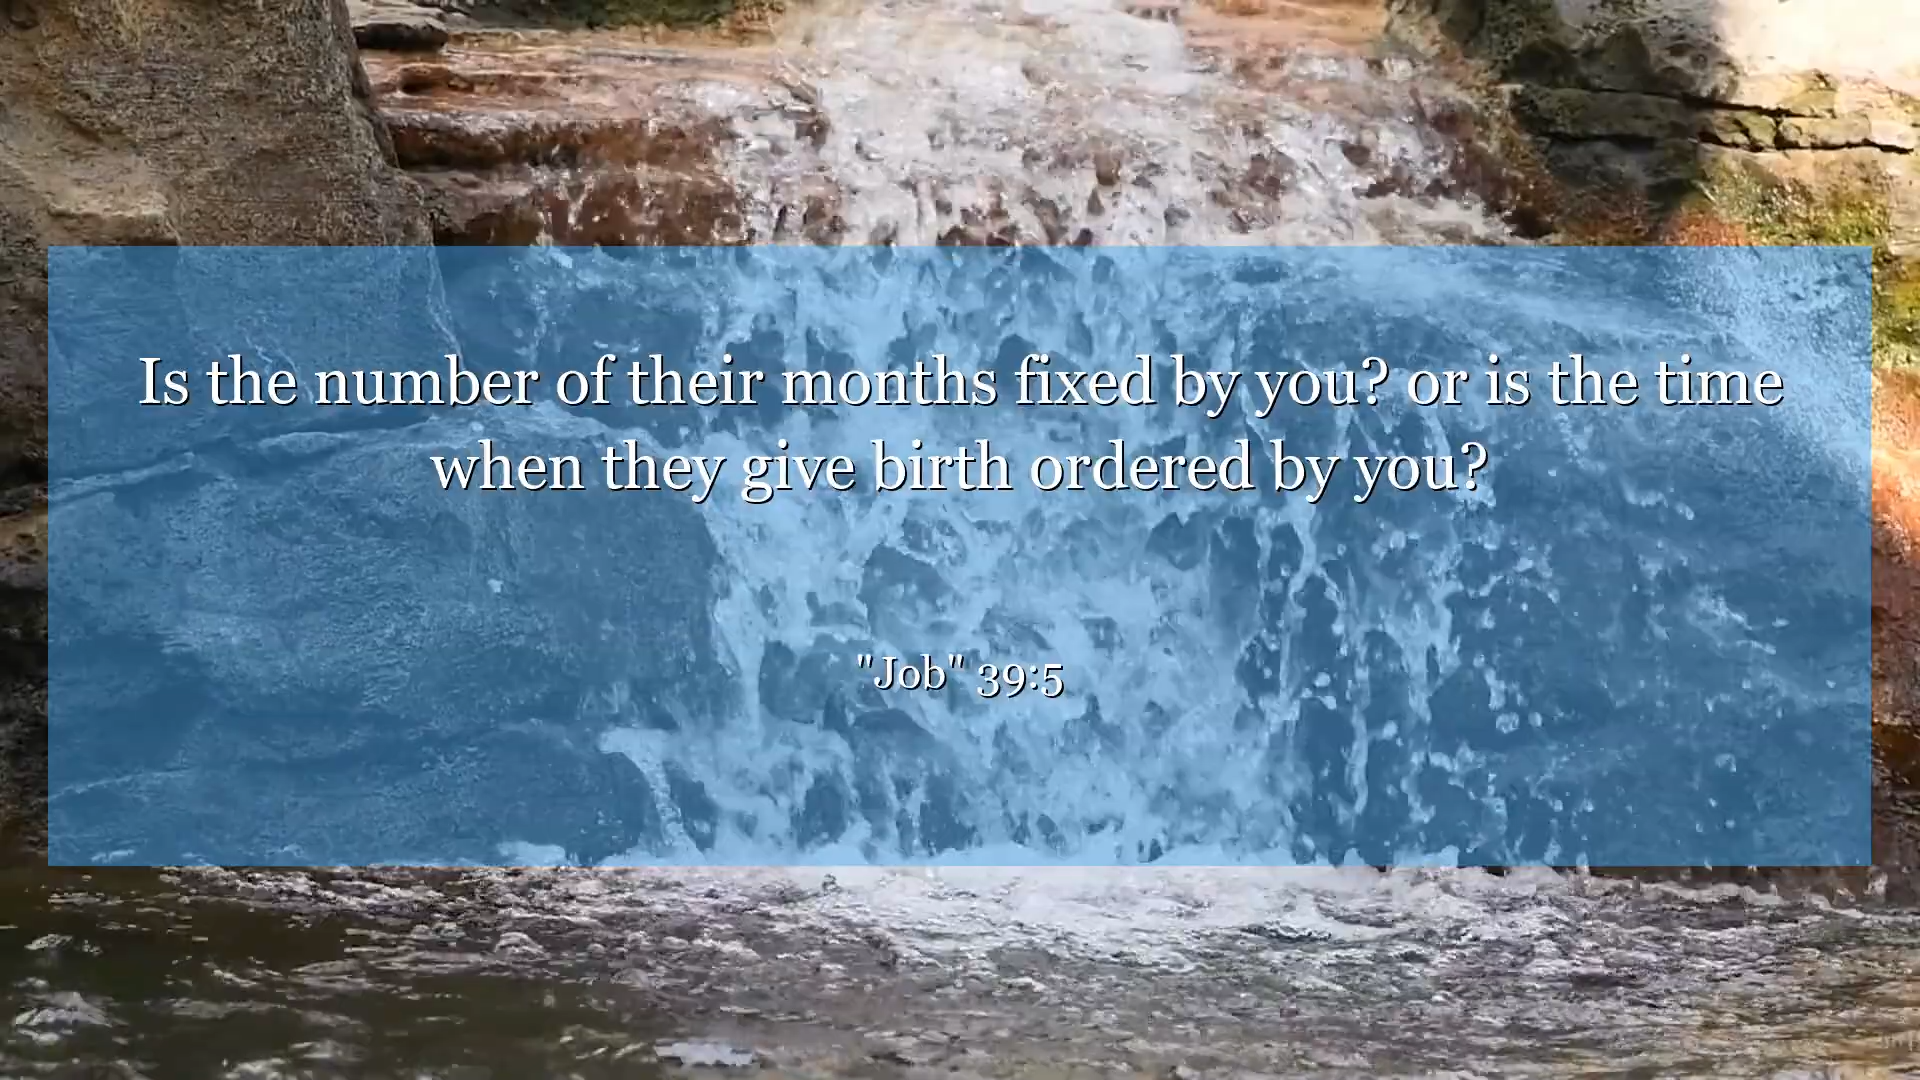 Is the number of their months fixed by you? or is the time
when they give birth ordered by you?
"Job" 39:5